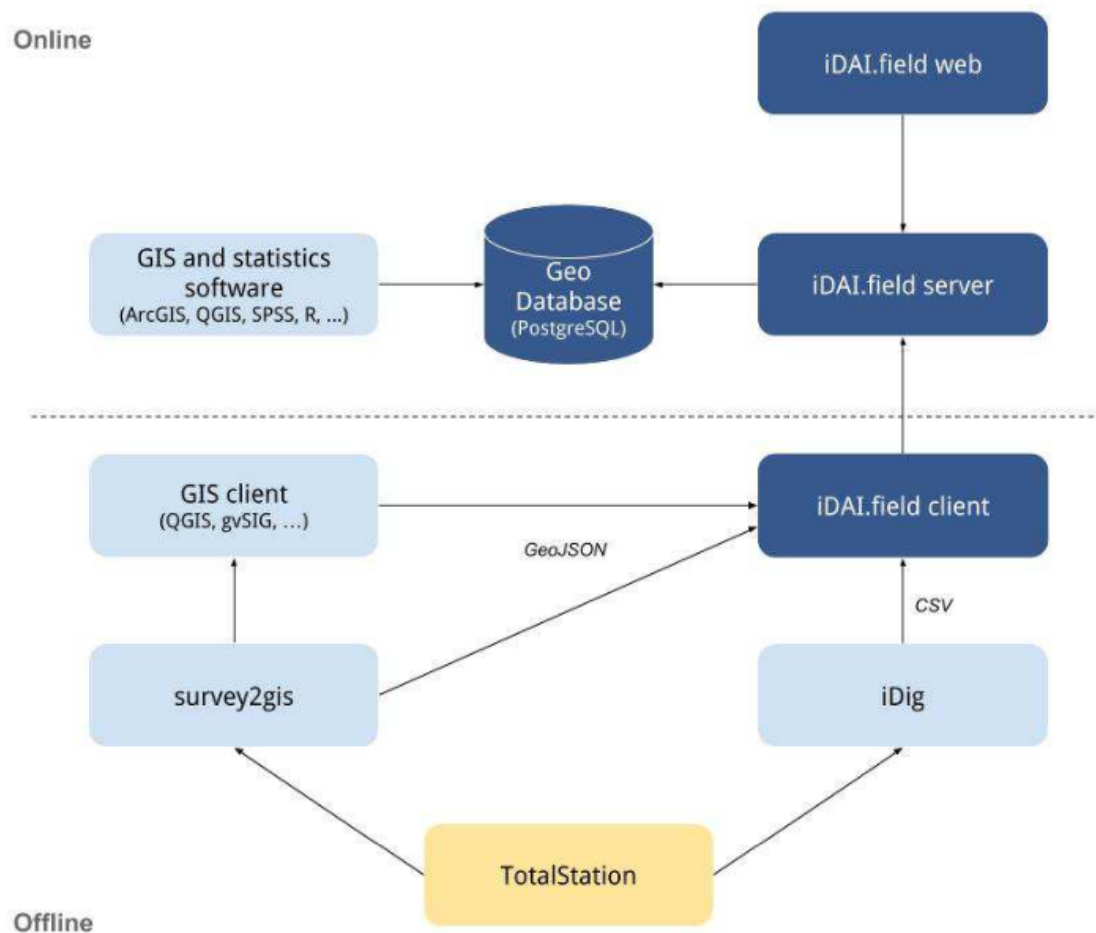 Online
iDAI.field web
GIS and statistics
software
(ArcGIS, QGIS, SPSS, R, ...)
Geo
Database
(PostgreSQL)
iDAI.field server
GIS client
(QGIS, gvSIG, …)
iDAI.field client
GeoJSON
CSV
survey2gis
iDig
TotalStation
Offline